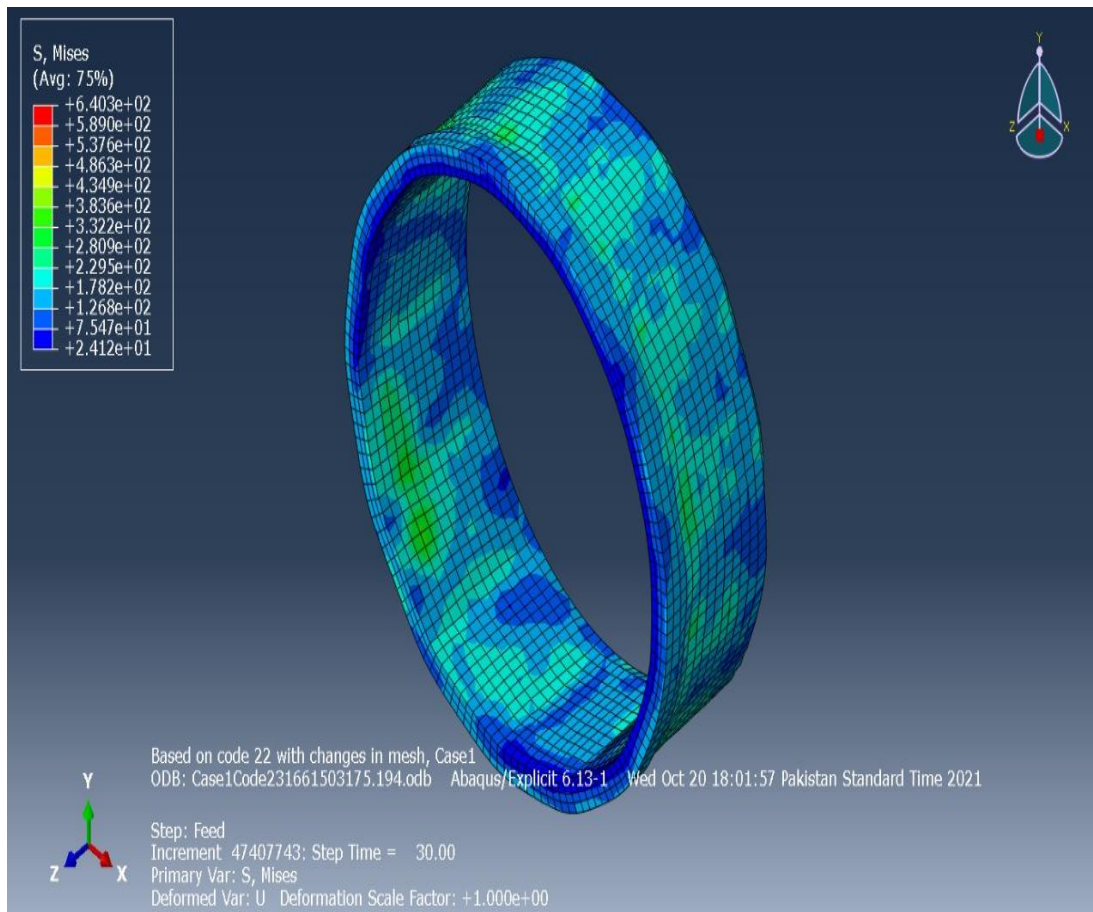 S, Mises
(Avg: 75%)
+6.403e+02
+5.890e+02
+5.376e+02
+4.863e+02
+4.349e+02
+3.836e+02
+3.322e+02
+2.809e+02
+2.295e+02
+1.782e+02
+1.268e+02
+7.547e+01
+2.412e+01
Y
Z X
Based on code 22 with changes in mesh, Case1
ODB: Case1Code231661503175.194.odb Abaqus/Explicit 6.13-1 Wed Oct 20 18:01:57 Pakistan Standard Time 2021
Y
Z X
Step: Feed
Increment 47407743: Step Time = 30.00
Primary Var: S, Mises
Deformed Var: U Deformation Scale Factor: +1.000e+00